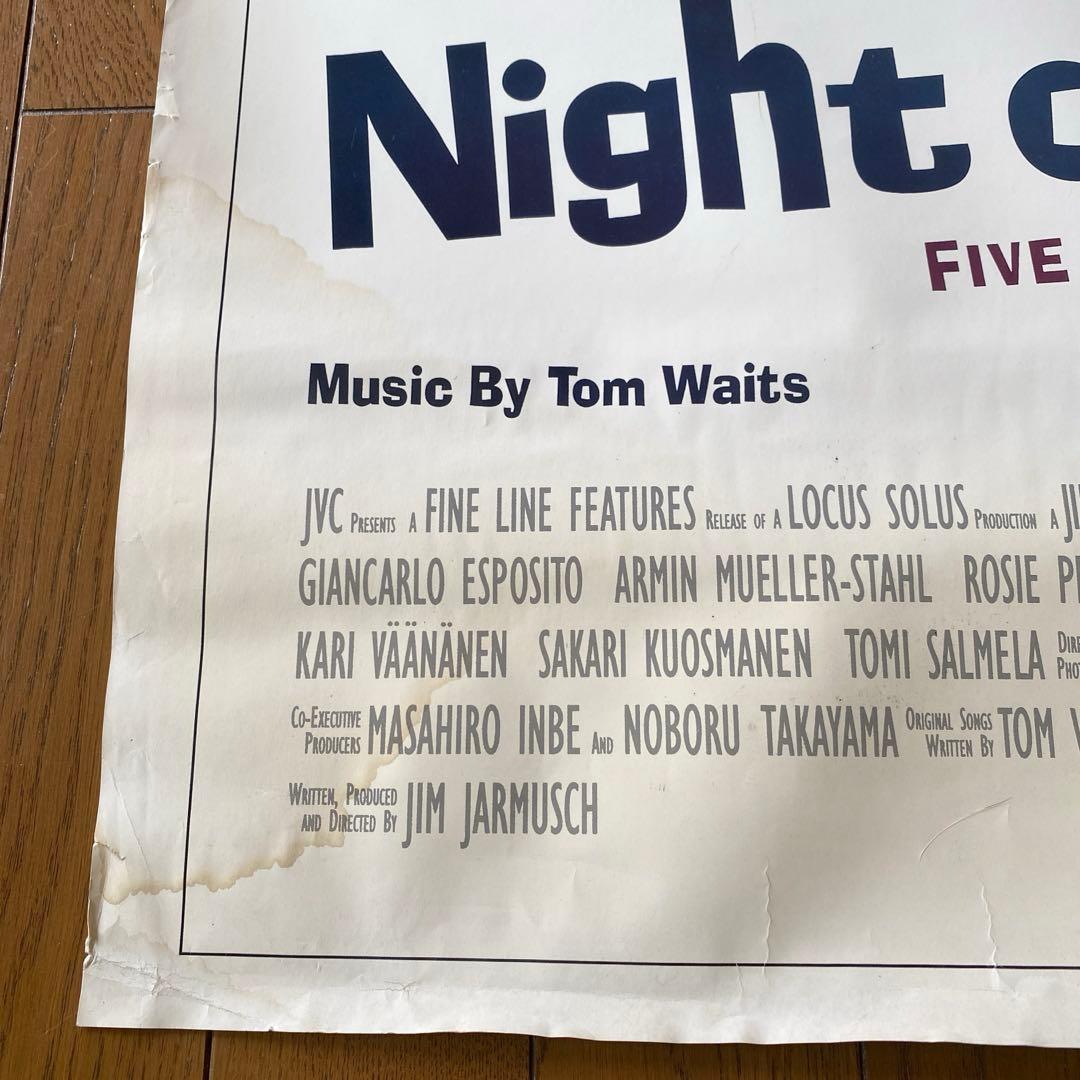 Night o
FIVE
Music By Tom Waits
JVC PRESENTS A FINE LINE FEATURES RELEASE OF A LOCUS SOLUS PRODUCTION A
GIANCARLO ESPOSITO ARMIN MUELLER-STAHL ROSIE
KARI VÄÄNÄNEN SAKARI KUOSMANEN TOMI SALMELA
CO-EXECUTIVE PRODUCERS MASAHIRO INBE AND NOBORU TAKAYAMA ORIGINAL SONGS WRITTEN BY TOM
WRITTEN, PRODUCED AND DIRECTED BY JIM JARMUSCH